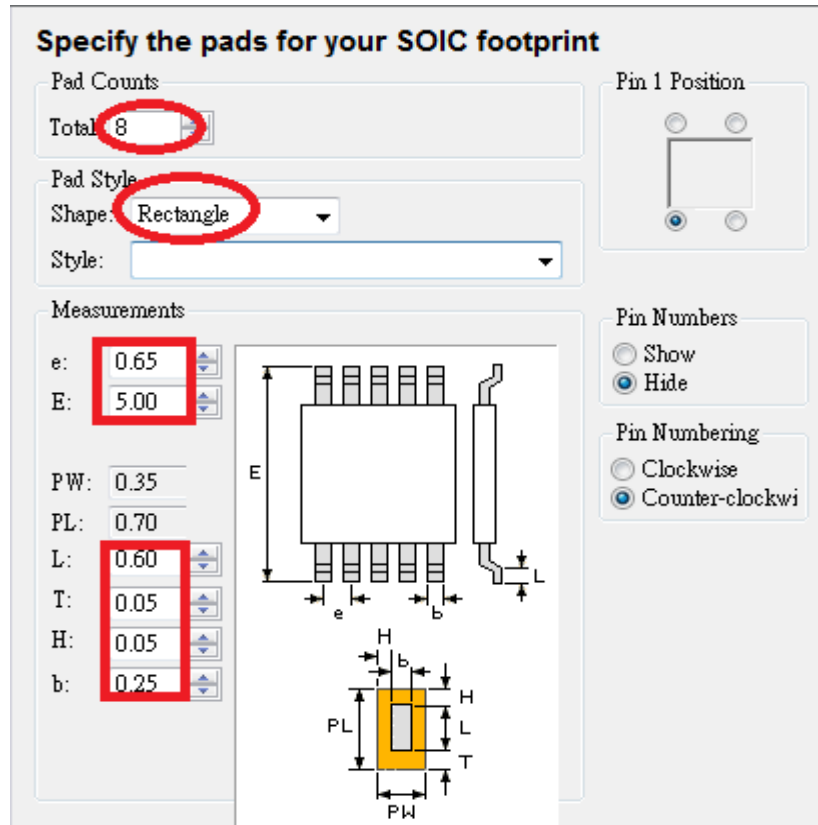 Specify the pads for your SOIC footprint
Pad Counts
Total: 8
Pad Style
Shape: Rectangle
Style:
Measurements
e: 0.65
E: 5.00
PW: 0.35
PL: 0.70
L: 0.60
T: 0.05
H: 0.05
b: 0.25
E
L
e
b
H
b
H
PL
L
T
PW
Pin 1 Position
Pin Numbers
Show
Hide
Pin Numbering
Clockwise
Counter-clockwi